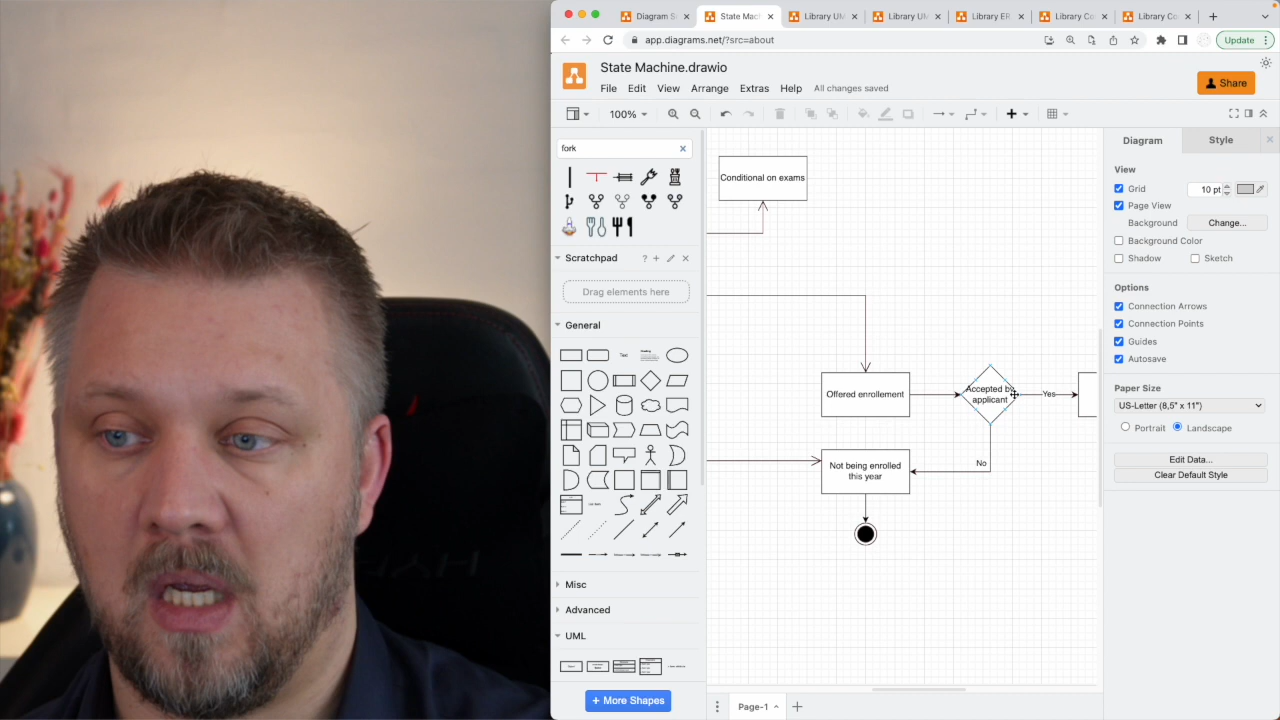 Diagram S
State Mac
Library UM
Library UM
Library ER
Library Co
Library Co
app.diagrams.net/?src=about
Update
State Machine.drawio
File Edit View Arrange Extras Help All changes saved
Share
100%
fork
Scratchpad
Drag elements here
General
Text
Misc
Advanced
UML
+ More Shapes
Conditional on exams
Offered enrollement
Accepted by
applicant
Yes
No
Not being enrolled
this year
Page-1
Diagram Style
View
Grid 10 pt
Page View
Background Change...
Background Color
Shadow Sketch
Options
Connection Arrows
Connection Points
Guides
Autosave
Paper Size
US-Letter (8,5" x 11")
Portrait Landscape
Edit Data...
Clear Default Style